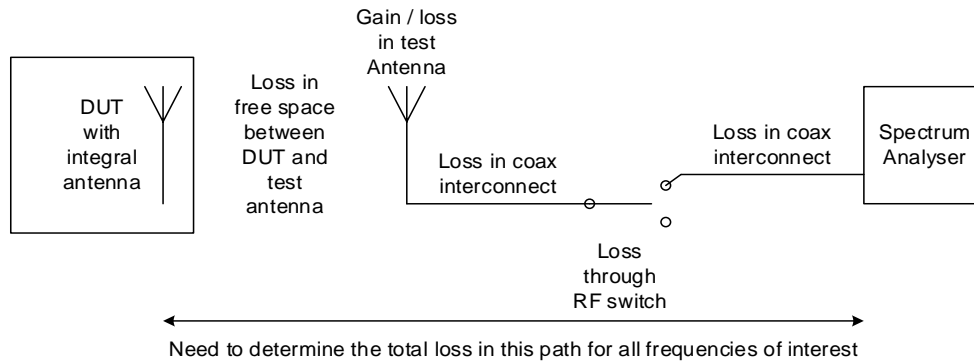 Gain / loss
in test
Antenna
DUT
with
integral
antenna
Loss in
free space
between
DUT and
test
antenna
Loss in coax
interconnect
Loss in coax
interconnect
Spectrum
Analyser
Loss
through
RF switch
Need to determine the total loss in this path for all frequencies of interest